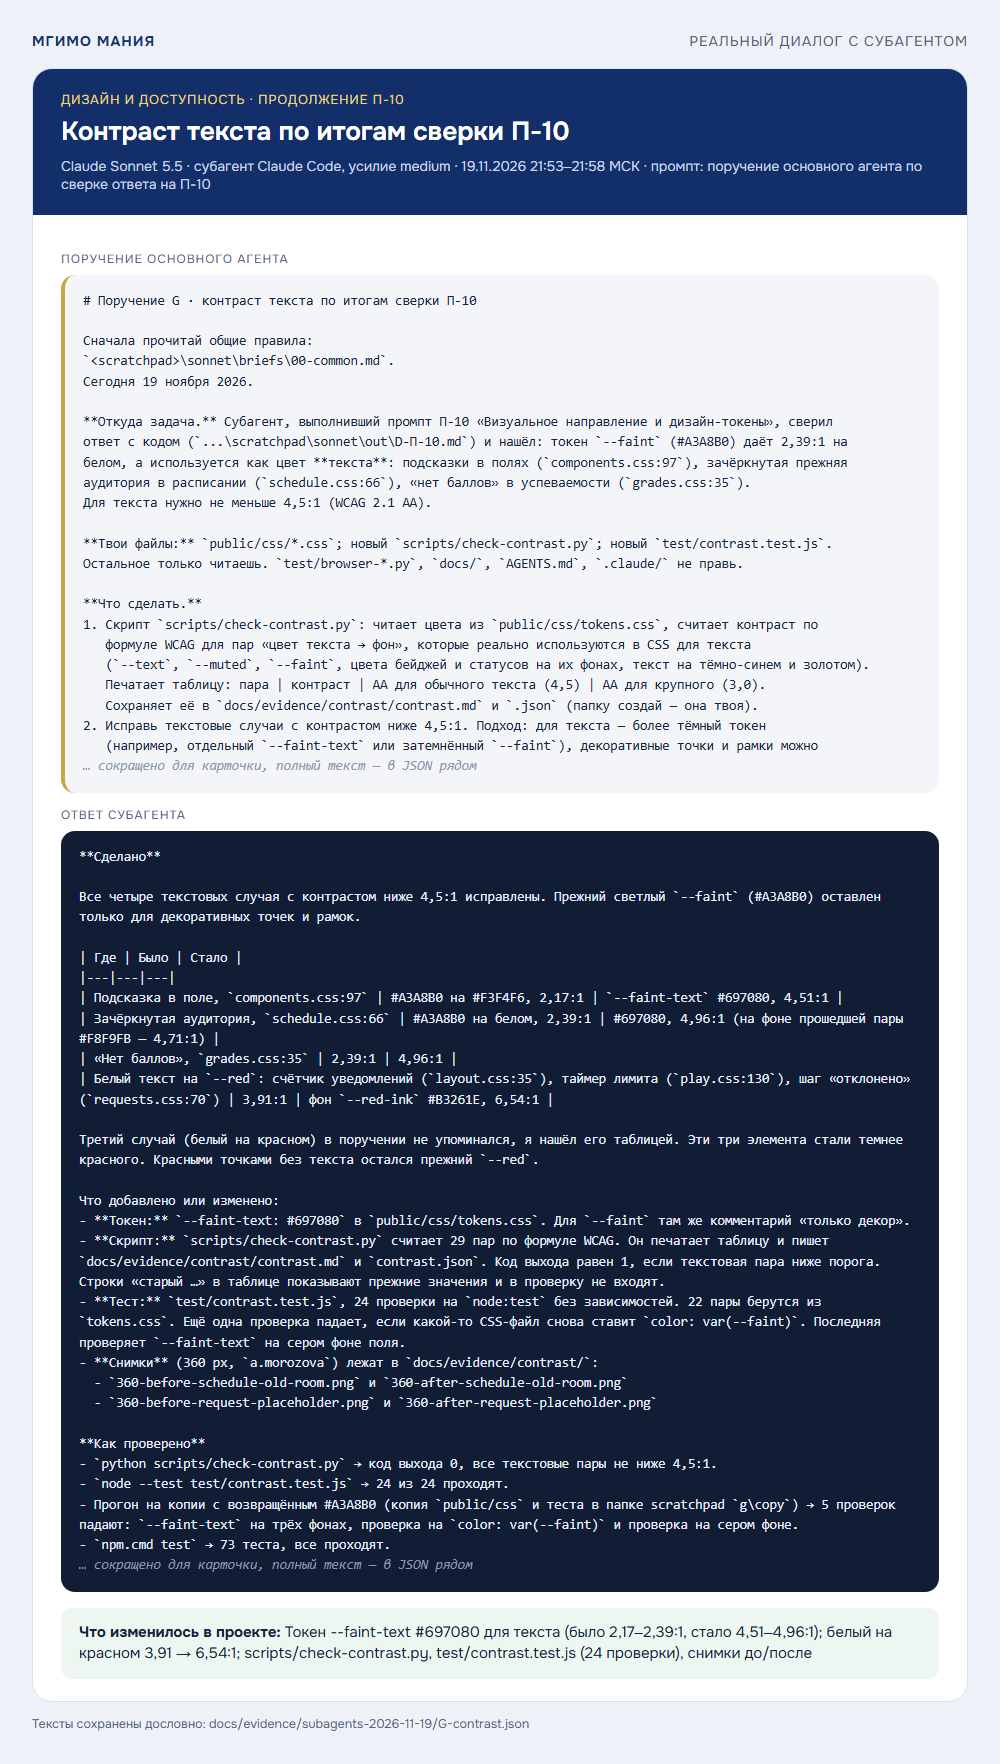 МГИМО МАНИЯ
РЕАЛЬНЫЙ ДИАЛОГ С СУБАГЕНТОМ
ДИЗАЙН И ДОСТУПНОСТЬ · ПРОДОЛЖЕНИЕ П-10
Контраст текста по итогам сверки П-10
Claude Sonnet 5.5 · субагент Claude Code, усилие medium · 19.11.2026 21:53–21:58 МСК · промпт: поручение основного агента по
сверке ответа на П-10
ПОРУЧЕНИЕ ОСНОВНОГО АГЕНТА
# Поручение G · контраст текста по итогам сверки П-10
Сначала прочитай общие правила:
`<scratchpad>\sonnet\briefs\00-common.md`.
Сегодня 19 ноября 2026.
**Откуда задача.** Субагент, выполнивший промпт П-10 «Визуальное направление и дизайн-токены», сверил
ответ с кодом (`...\scratchpad\sonnet\out\D-П-10.md`) и нашёл: токен `--faint` (#A3A8B0) даёт 2,39:1 на
белом, а используется как цвет **текста**: подсказки в полях (`components.css:97`), зачёркнутая прежняя
аудитория в расписании (`schedule.css:66`), «нет баллов» в успеваемости (`grades.css:35`).
Для текста нужно не меньше 4,5:1 (WCAG 2.1 AA).
**Твои файлы:** `public/css/*.css`; новый `scripts/check-contrast.py`; новый `test/contrast.test.js`.
Остальное только читаешь. `test/browser-*.py`, `docs/`, `AGENTS.md`, `.claude/` не правь.
**Что сделать.**
1. Скрипт `scripts/check-contrast.py`: читает цвета из `public/css/tokens.css`, считает контраст по
формуле WCAG для пар «цвет текста → фон», которые реально используются в CSS для текста
(`--text`, `--muted`, `--faint`, цвета бейджей и статусов на их фонах, текст на тёмно-синем и золотом).
Печатает таблицу: пара | контраст | AA для обычного текста (4,5) | AA для крупного (3,0).
Сохраняет её в `docs/evidence/contrast/contrast.md` и `.json` (папку создай — она твоя).
2. Исправь текстовые случаи с контрастом ниже 4,5:1. Подход: для текста — более тёмный токен
(например, отдельный `--faint-text` или затемнённый `--faint`), декоративные точки и рамки можно
… сокращено для карточки, полный текст — в JSON рядом
ОТВЕТ СУБАГЕНТА
**Сделано**
Все четыре текстовых случая с контрастом ниже 4,5:1 исправлены. Прежний светлый `--faint` (#A3A8B0) оставлен
только для декоративных точек и рамок.
| Где | Было | Стало |
|---|---|---|
| Подсказка в поле, `components.css:97` | #A3A8B0 на #F3F4F6, 2,17:1 | `--faint-text` #697080, 4,51:1 |
| Зачёркнутая аудитория, `schedule.css:66` | #A3A8B0 на белом, 2,39:1 | #697080, 4,96:1 (на фоне прошедшей пары
#F8F9FB — 4,71:1) |
| «Нет баллов», `grades.css:35` | 2,39:1 | 4,96:1 |
| Белый текст на `--red`: счётчик уведомлений (`layout.css:35`), таймер лимита (`play.css:130`), шаг «отклонено»
(`requests.css:70`) | 3,91:1 | фон `--red-ink` #B3261E, 6,54:1 |
Третий случай (белый на красном) в поручении не упоминался, я нашёл его таблицей. Эти три элемента стали темнее
красного. Красными точками без текста остался прежний `--red`.
Что добавлено или изменено:
- **Токен:** `--faint-text: #697080` в `public/css/tokens.css`. Для `--faint` там же комментарий «только декор».
- **Скрипт:** `scripts/check-contrast.py` считает 29 пар по формуле WCAG. Он печатает таблицу и пишет
`docs/evidence/contrast/contrast.md` и `contrast.json`. Код выхода равен 1, если текстовая пара ниже порога.
Строки «старый …» в таблице показывают прежние значения и в проверку не входят.
- **Тест:** `test/contrast.test.js`, 24 проверки на `node:test` без зависимостей. 22 пары берутся из
`tokens.css`. Ещё одна проверка падает, если какой-то CSS-файл снова ставит `color: var(--faint)`. Последняя
проверяет `--faint-text` на сером фоне поля.
- **Снимки** (360 px, `a.morozova`) лежат в `docs/evidence/contrast/`:
- `360-before-schedule-old-room.png` и `360-after-schedule-old-room.png`
- `360-before-request-placeholder.png` и `360-after-request-placeholder.png`
**Как проверено**
- `python scripts/check-contrast.py` → код выхода 0, все текстовые пары не ниже 4,5:1.
- `node --test test/contrast.test.js` → 24 из 24 проходят.
- Прогон на копии с возвращённым #A3A8B0 (копия `public/css` и теста в папке scratchpad `g\copy`) → 5 проверок
падают: `--faint-text` на трёх фонах, проверка на `color: var(--faint)` и проверка на сером фоне.
- `npm.cmd test` → 73 теста, все проходят.
… сокращено для карточки, полный текст — в JSON рядом
Что изменилось в проекте: Токен --faint-text #697080 для текста (было 2,17–2,39:1, стало 4,51–4,96:1); белый на
красном 3,91 → 6,54:1; scripts/check-contrast.py, test/contrast.test.js (24 проверки), снимки до/после
Тексты сохранены дословно: docs/evidence/subagents-2026-11-19/G-contrast.json